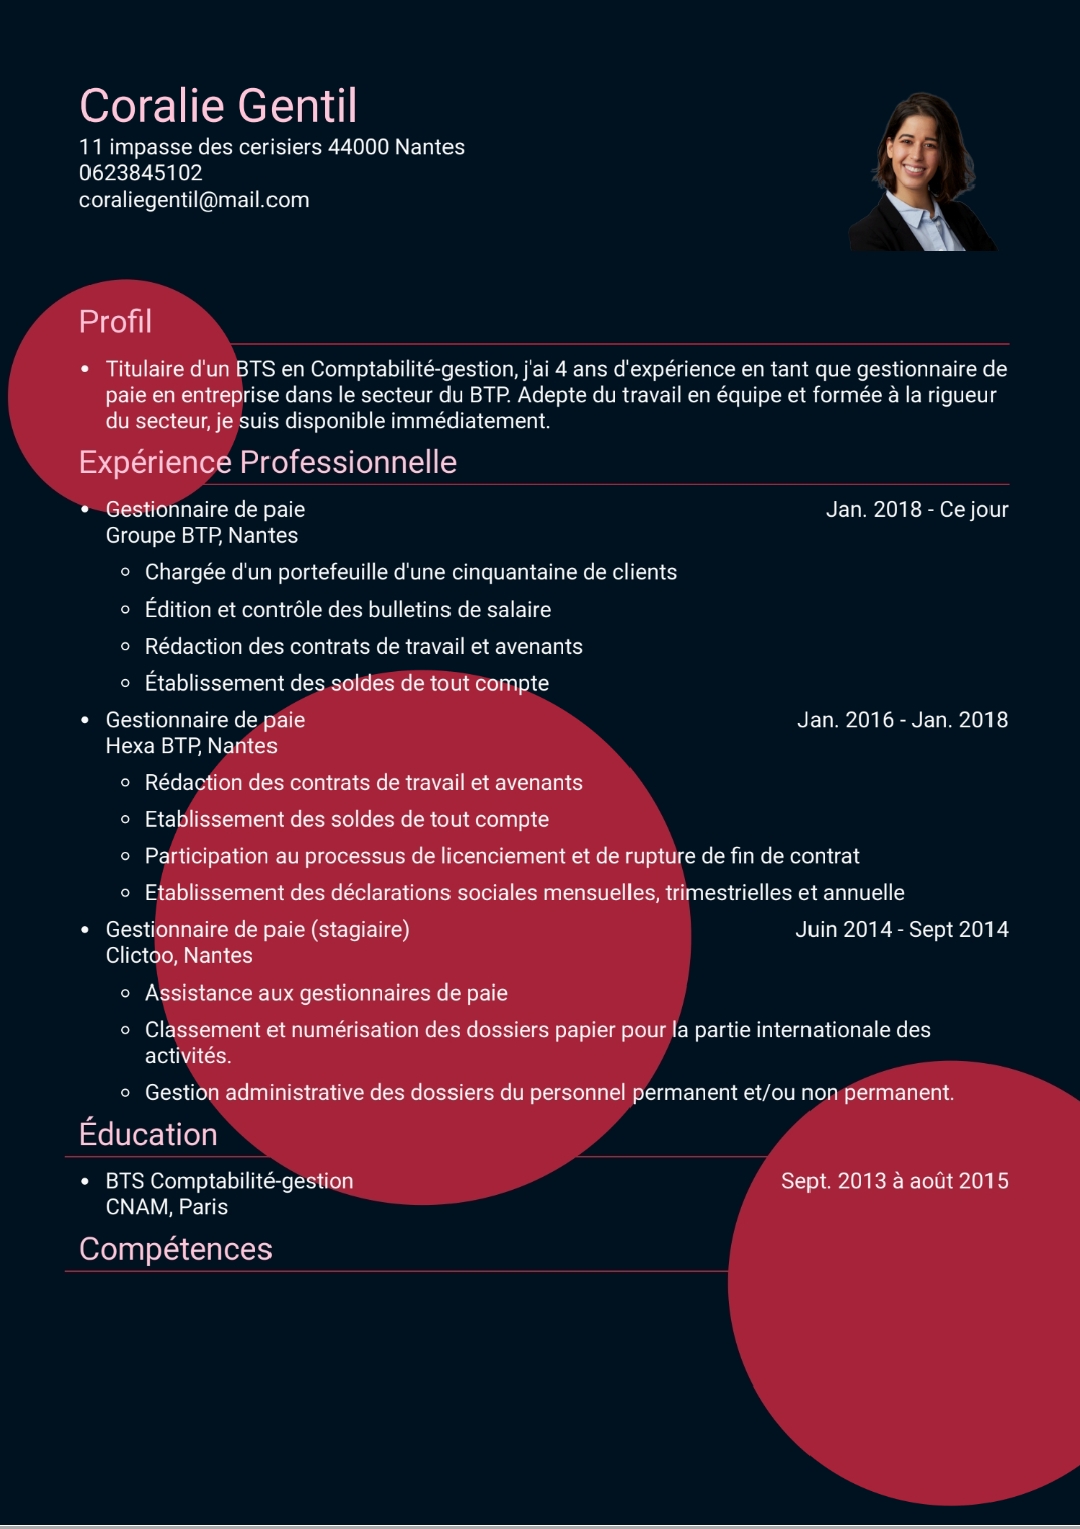 Coralie Gentil
11 impasse des cerisiers 44000 Nantes
0623845102
coraliegentil@mail.com
Profil
• Titulaire d'un BTS en Comptabilité-gestion, j'ai 4 ans d'expérience en tant que gestionnaire de
paie en entreprise dans le secteur du BTP. Adepte du travail en équipe et formée à la rigueur
du secteur, je suis disponible immédiatement.
Expérience Professionnelle
• Gestionnaire de paie Jan. 2018 - Ce jour
Groupe BTP, Nantes
◦ Chargée d'un portefeuille d'une cinquantaine de clients
◦ Édition et contrôle des bulletins de salaire
◦ Rédaction des contrats de travail et avenants
◦ Établissement des soldes de tout compte
• Gestionnaire de paie Jan. 2016 - Jan. 2018
Hexa BTP, Nantes
◦ Rédaction des contrats de travail et avenants
◦ Etablissement des soldes de tout compte
◦ Participation au processus de licenciement et de rupture de fin de contrat
◦ Etablissement des déclarations sociales mensuelles, trimestrielles et annuelle
• Gestionnaire de paie (stagiaire) Juin 2014 - Sept 2014
Clictoo, Nantes
◦ Assistance aux gestionnaires de paie
◦ Classement et numérisation des dossiers papier pour la partie internationale des
activités.
◦ Gestion administrative des dossiers du personnel permanent et/ou non permanent.
Éducation
• BTS Comptabilité-gestion Sept. 2013 à août 2015
CNAM, Paris
Compétences